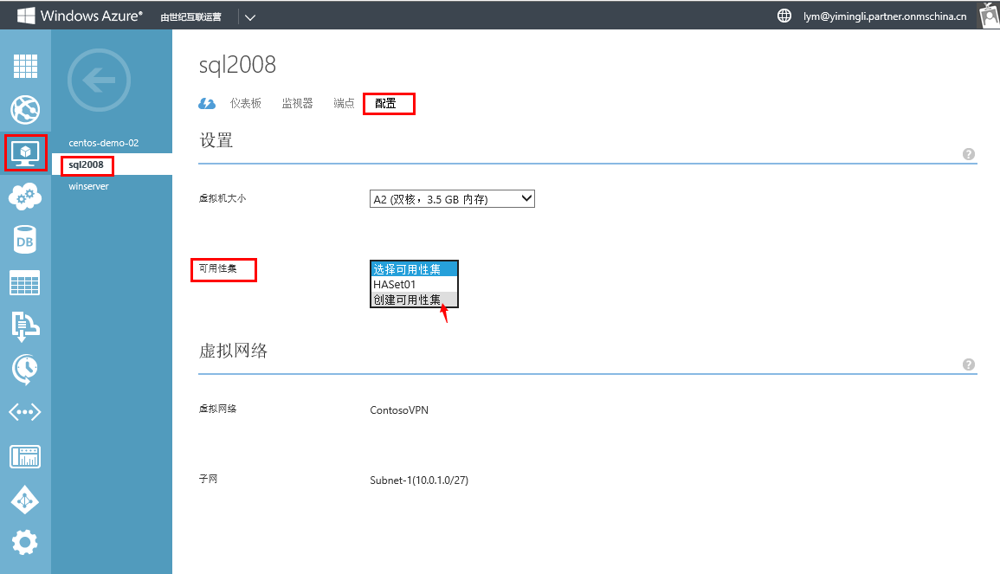 Windows Azure® 由世纪互联运营 lym@yimingli.partner.onmschina.cn
sql2008
仪表板 监视器 端点 配置
centos-demo-02
sql2008
winserver
DB
设置
?
虚拟机大小 A2 (双核，3.5 GB 内存)
可用性集 选择可用性集
HASet01
创建可用性集
虚拟网络
?
虚拟网络 ContosoVPN
子网 Subnet-1(10.0.1.0/27)